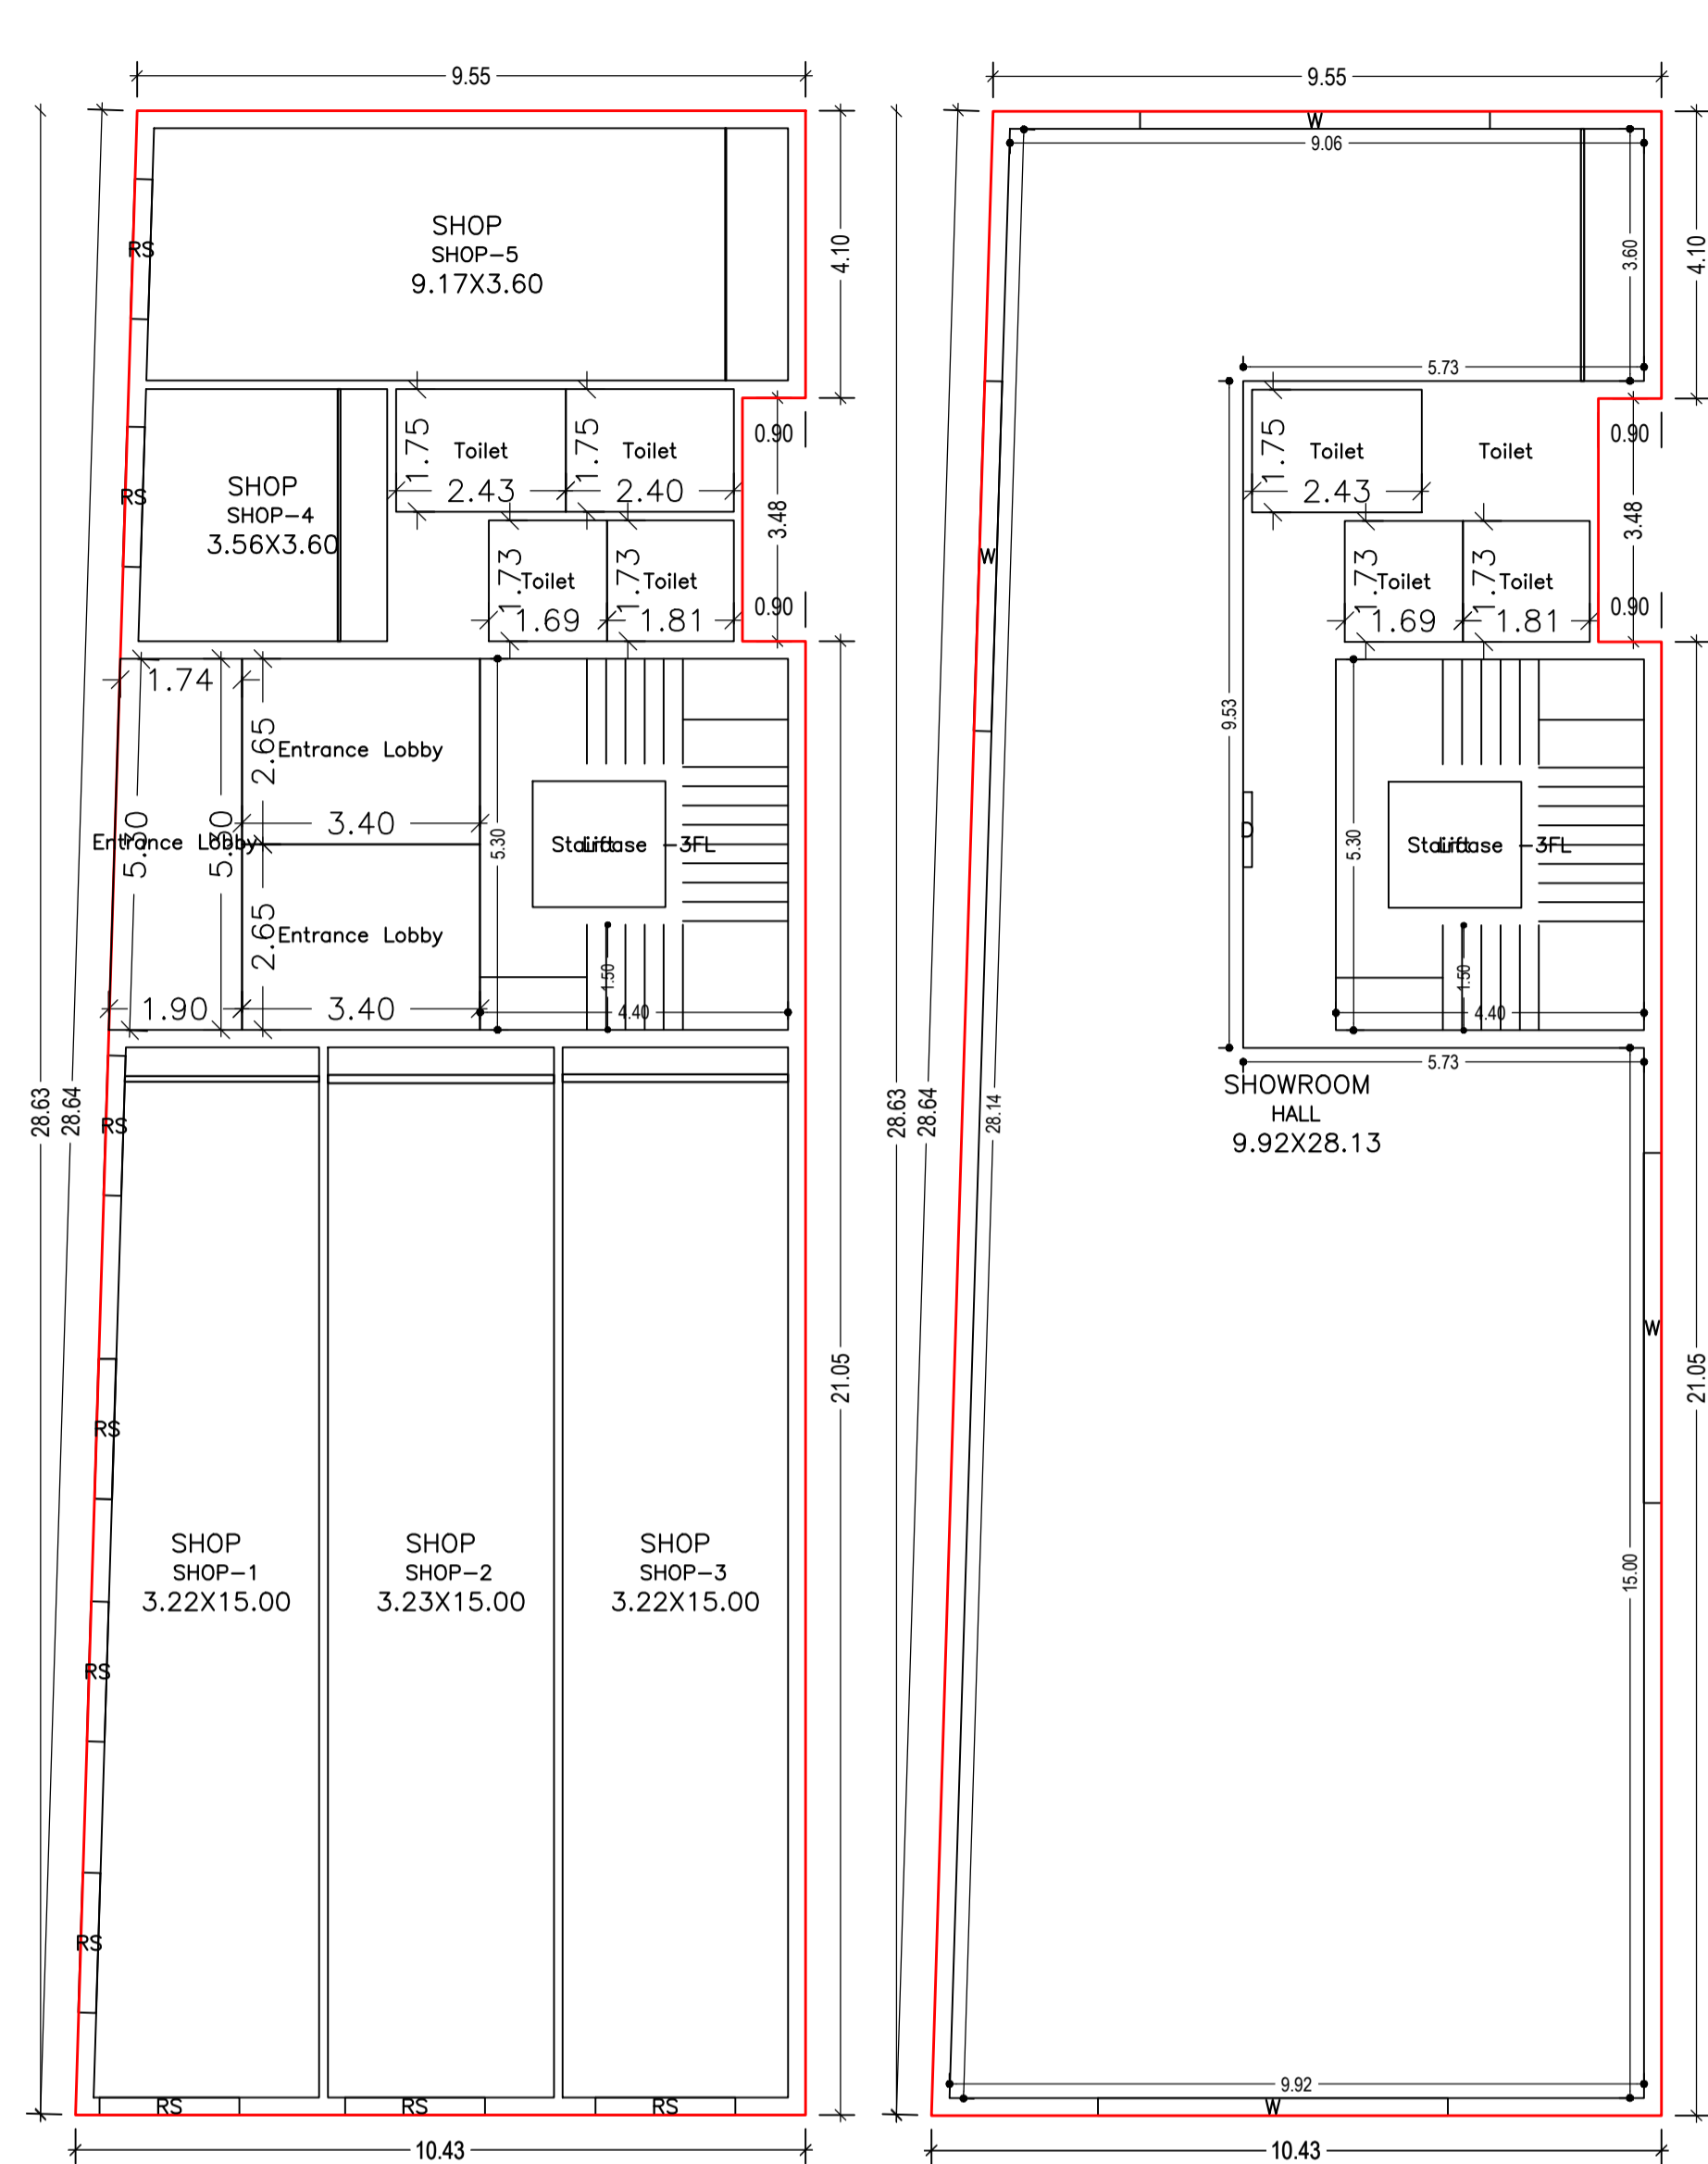 9.55
SHOP
SHOP-5
9.17X3.60
RS
4.10
1.75
Toilet
2.43
1.75
Toilet
2.40
0.90
3.48
0.90
SHOP
SHOP-4
3.56X3.60
RS
1.73
Toilet
1.69
1.73
Toilet
1.81
1.74
2.65
Entrance Lobby
3.40
5.30
5.30
Entrance Lobby
5.30
Staircase -3FL
Lift
2.65
Entrance Lobby
1.90
3.40
1.50
4.40
28.63
28.64
RS
RS
RS
RS
21.05
SHOP
SHOP-1
3.22X15.00
SHOP
SHOP-2
3.23X15.00
SHOP
SHOP-3
3.22X15.00
RS
RS
RS
10.43
9.55
W
9.06
3.60
4.10
5.73
1.75
Toilet
2.43
Toilet
0.90
3.48
0.90
W
1.73
Toilet
1.69
1.73
Toilet
1.81
9.53
D
5.30
Staircase -3FL
Lift
1.50
4.40
5.73
28.63
28.64
28.14
SHOWROOM
HALL
9.92X28.13
W
21.05
15.00
9.92
W
10.43